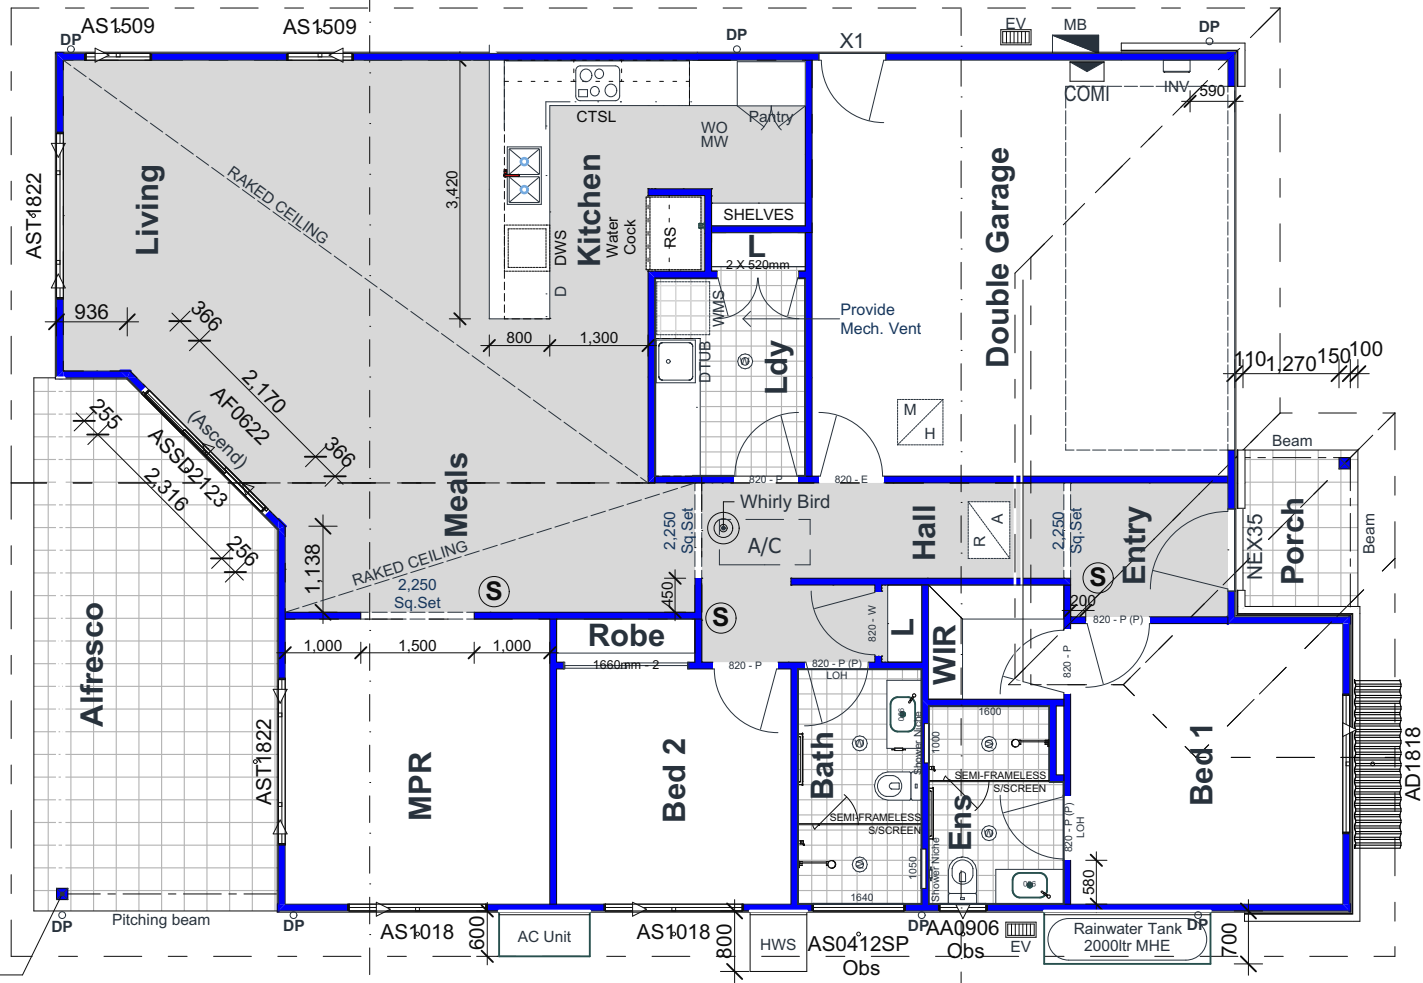 AS1509
AS1509
DP
DP
X1
EV
MB
DP
COMI
INV
590
CTSL
Pantry
WO
MW
Living
RAKED CEILING
3,420
Kitchen
Water
Cock
DWS
D
RS
SHELVES
L
2 X 520mm
Double Garage
AST1822
936
366
2,170
AF0622
(Ascend)
366
800
1,300
WMS
DTUB
Ldy
Provide
Mech. Vent
110
1,270
150
100
255
ASSD2123
2,316
256
M
H
Beam
Meals
820 - P
820 - E
Whirly Bird
A/C
2,250
Sq.Set
Hall
R
A
2,250
Sq.Set
Entry
NEX35
Porch
Beam
1,138
RAKED CEILING
2,250
Sq.Set
S
S
S
450
200
Alfresco
1,000
1,500
1,000
Robe
1660mm - 2
820 - P
820 - W
L
820 - P (P)
LOH
WIR
820 - P
820 - P (P)
AST1822
MPR
Bed 2
Bath
Shower Niche
1000
1600
SEMI-FRAMELESS
S/SCREEN
SEMI-FRAMELESS
S/SCREEN
Ens
820 - P (P)
LOH
Bed 1
AD1818
Shower Niche
1050
1640
580
Pitching beam
DP
DP
AS1018
600
AC Unit
AS1018
800
HWS
AS0412SP
Obs
DP
AA0906
Obs
EV
Rainwater Tank
2000ltr MHE
DP
700